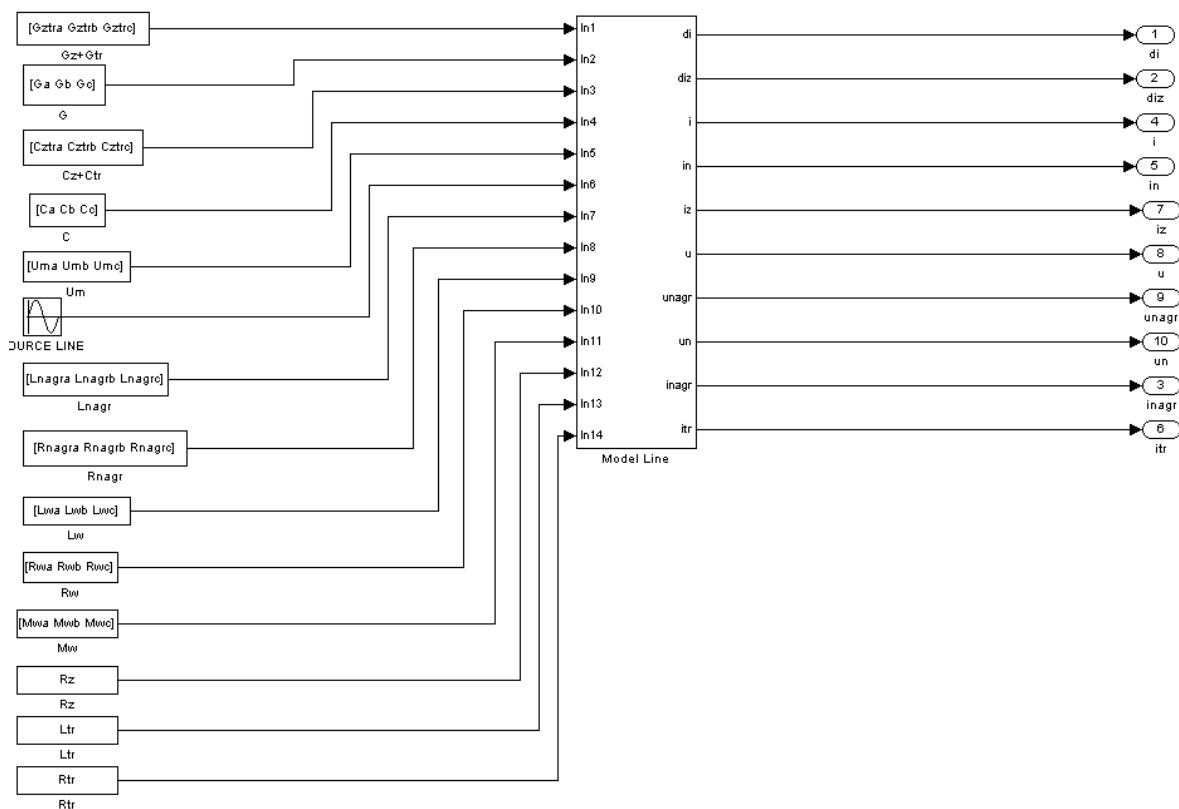 [Gztra Gztrb Gztrc]
Gz+Gtr
[Ga Gb Gc]
G
[Cztra Cztrb Cztrc]
Cz+Ctr
[Ca Cb Cc]
C
[Uma Umb Umc]
Um
OURCE LINE
[Lnagra Lnagrb Lnagrc]
Lnagr
[Rnagra Rnagrb Rnagrc]
Rnagr
[Lwa Lwb Lwc]
Lw
[Rwa Rwb Rwc]
Rw
[Mwa Mwb Mwc]
Mw
Rz
Rz
Ltr
Ltr
Rtr
Rtr
In1
In2
In3
In4
In5
In6
In7
In8
In9
In10
In11
In12
In13
In14
di
diz
i
in
iz
u
unagr
un
inagr
itr
Model Line
1
di
2
diz
4
i
5
in
7
iz
8
u
9
unagr
10
un
3
inagr
6
itr